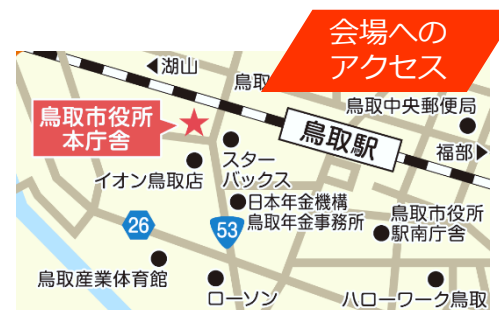 会場への
アクセス
湖山
鳥取
鳥取中央郵便局
鳥取市役所
本庁舎
鳥取駅
福部
スター
バックス
イオン鳥取店
日本年金機構
鳥取年金事務所
鳥取市役所
駅南庁舎
26
53
鳥取産業体育館
ローソン
ハローワーク鳥取